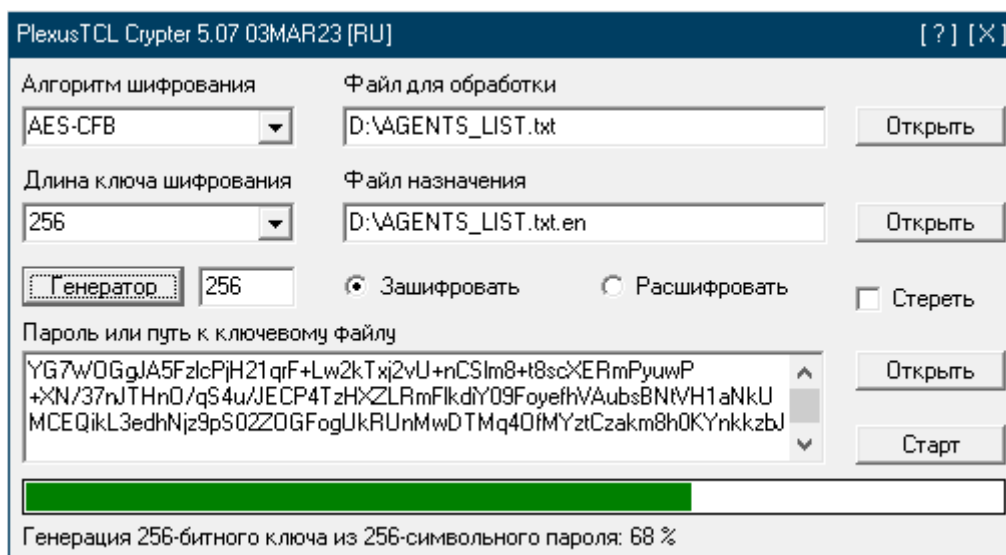 PlexusTCL Crypter 5.07 03MAR23 [RU] [ ? ] [X]
Алгоритм шифрования Файл для обработки
AES-CFB D:\AGENTS_LIST.txt Открыть
Длина ключа шифрования Файл назначения
256 D:\AGENTS_LIST.txt.en Открыть
Генератор 256 Зашифровать Расшифровать Стереть
Пароль или путь к ключевому файлу
YG7WOGgJA5FzlcPjH21qrF+Lw2kTxj2vU+nCSlm8+t8scXERmPyuwP
+XN/37nJTHnO/qS4u/JECP4TzHXZLRmFlkdiY09FoyefhVAubsBNtVH1aNkU
MCEQikL3edhNjz9pS02ZOGFogUkRUnMwDTMq4OfMYztCzakm8h0KYnkkzbJ
Открыть
Старт
Генерация 256-битного ключа из 256-символьного пароля: 68 %